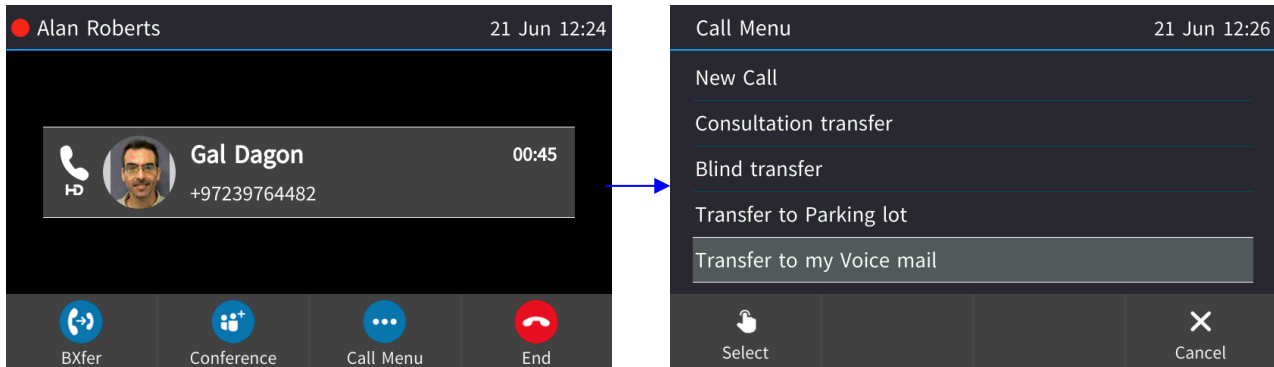 Alan Roberts 21 Jun 12:24
Gal Dagon 00:45
HD +97239764482
BXfer Conference Call Menu End
Call Menu 21 Jun 12:26
New Call
Consultation transfer
Blind transfer
Transfer to Parking lot
Transfer to my Voice mail
Select Cancel